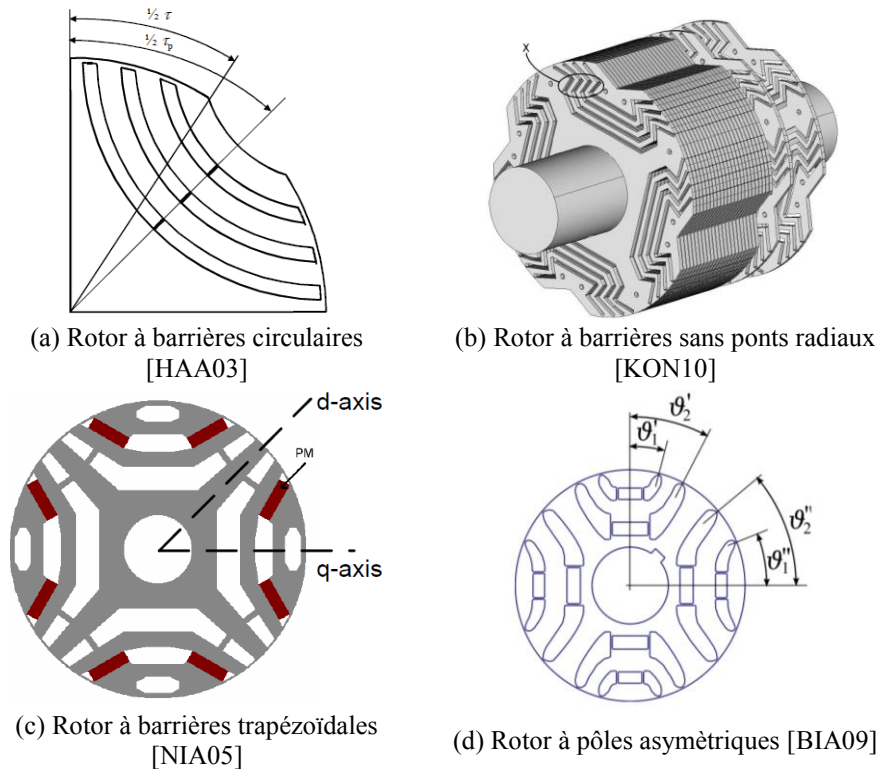 ½ τ
½ τp
x
(a) Rotor à barrières circulaires
[HAA03]
(b) Rotor à barrières sans ponts radiaux
[KON10]
d-axis
PM
q-axis
(c) Rotor à barrières trapézoïdales
[NIA05]
ϑ'₂
ϑ'₁
ϑ''₂
ϑ''₁
(d) Rotor à pôles asymètriques [BIA09]